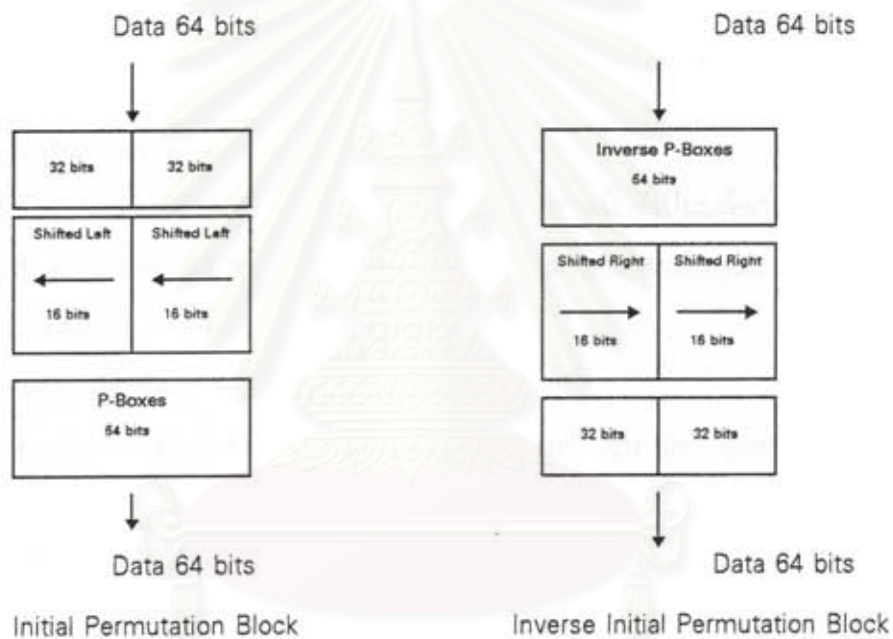 Data 64 bits
32 bits 32 bits
Shifted Left Shifted Left
16 bits 16 bits
P-Boxes
64 bits
Data 64 bits
Initial Permutation Block
Data 64 bits
Inverse P-Boxes
64 bits
Shifted Right Shifted Right
16 bits 16 bits
32 bits 32 bits
Data 64 bits
Inverse Initial Permutation Block